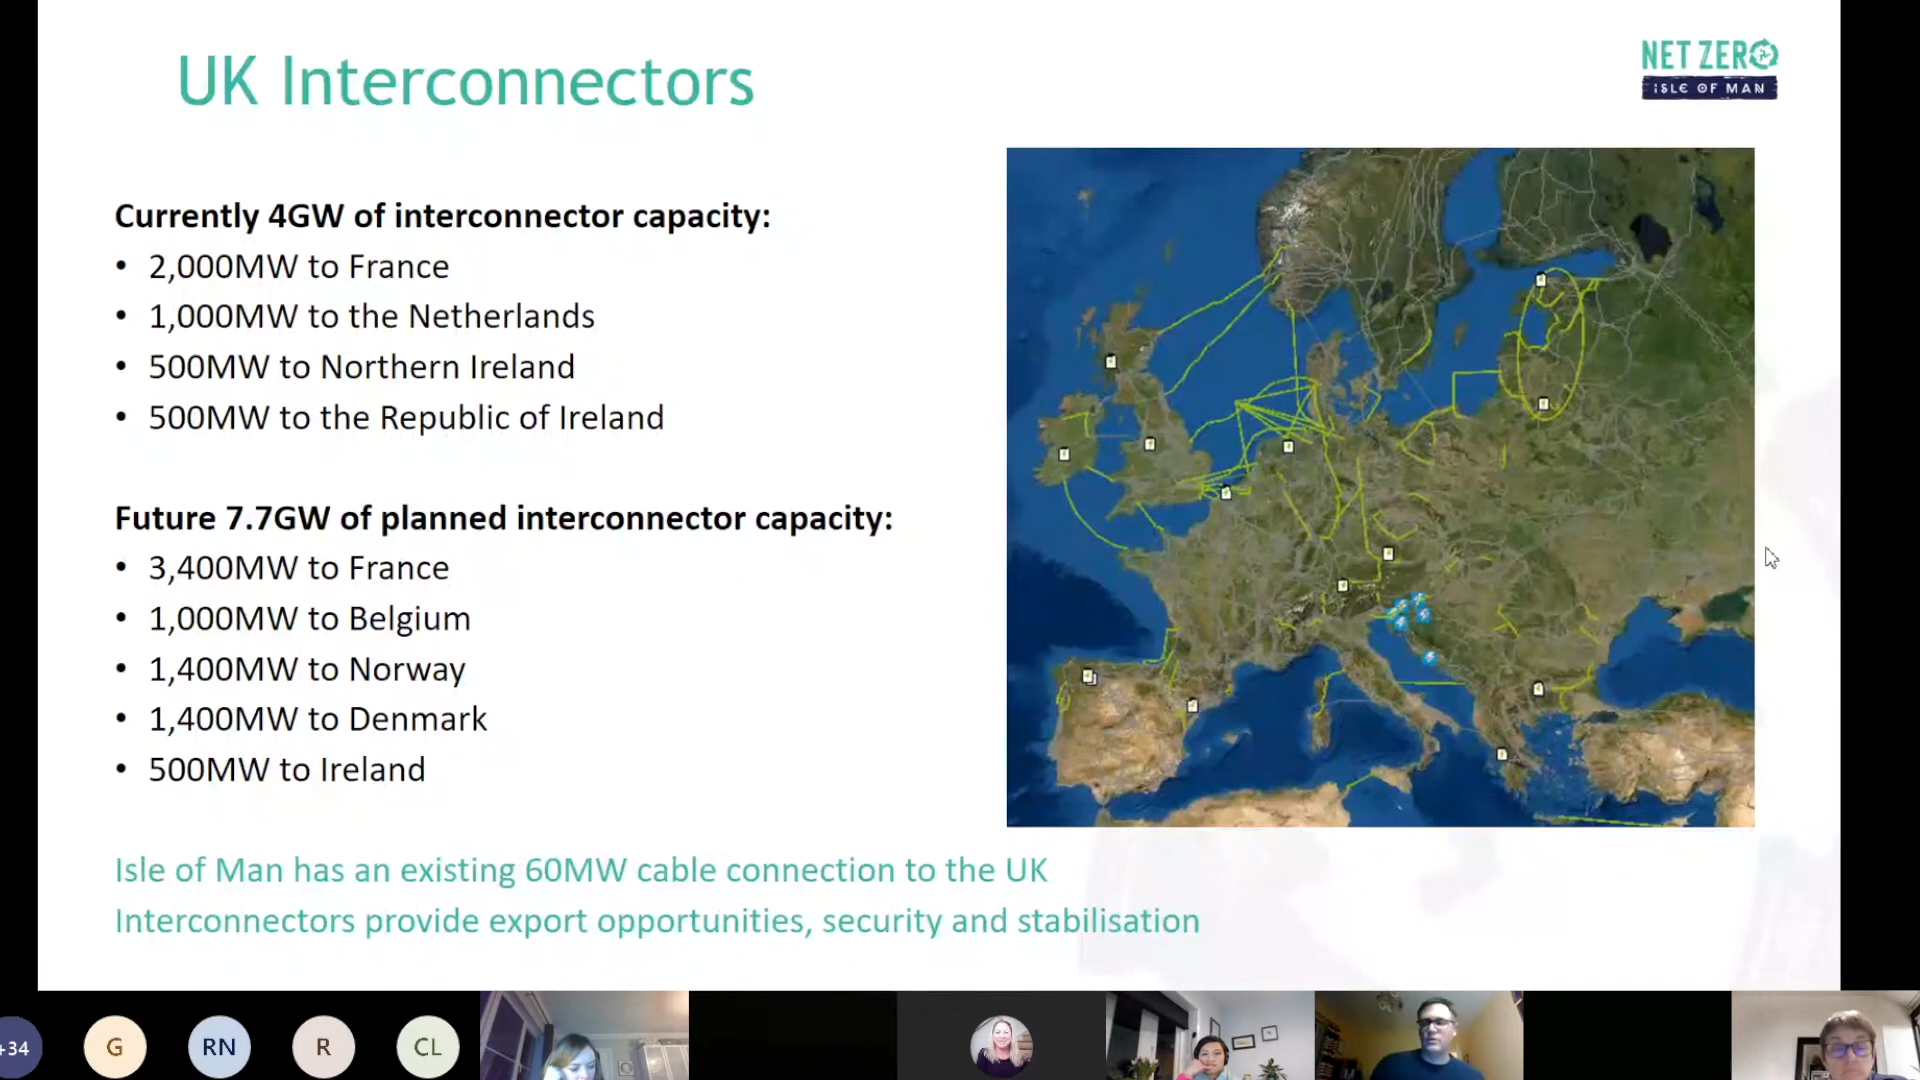 UK Interconnectors
NET ZERO
ISLE OF MAN
Currently 4GW of interconnector capacity:
• 2,000MW to France
• 1,000MW to the Netherlands
• 500MW to Northern Ireland
• 500MW to the Republic of Ireland
Future 7.7GW of planned interconnector capacity:
• 3,400MW to France
• 1,000MW to Belgium
• 1,400MW to Norway
• 1,400MW to Denmark
• 500MW to Ireland
Isle of Man has an existing 60MW cable connection to the UK
Interconnectors provide export opportunities, security and stabilisation
+34
G
RN
R
CL